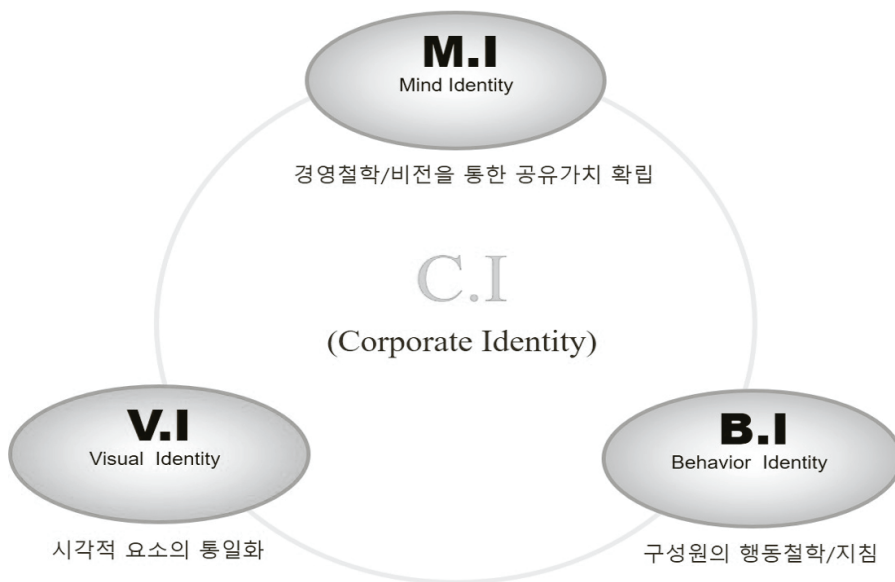 M.I
Mind Identity
경영철학/비전을 통한 공유가치 확립
C.I
(Corporate Identity)
V.I
Visual Identity
시각적 요소의 통일화
B.I
Behavior Identity
구성원의 행동철학/지침